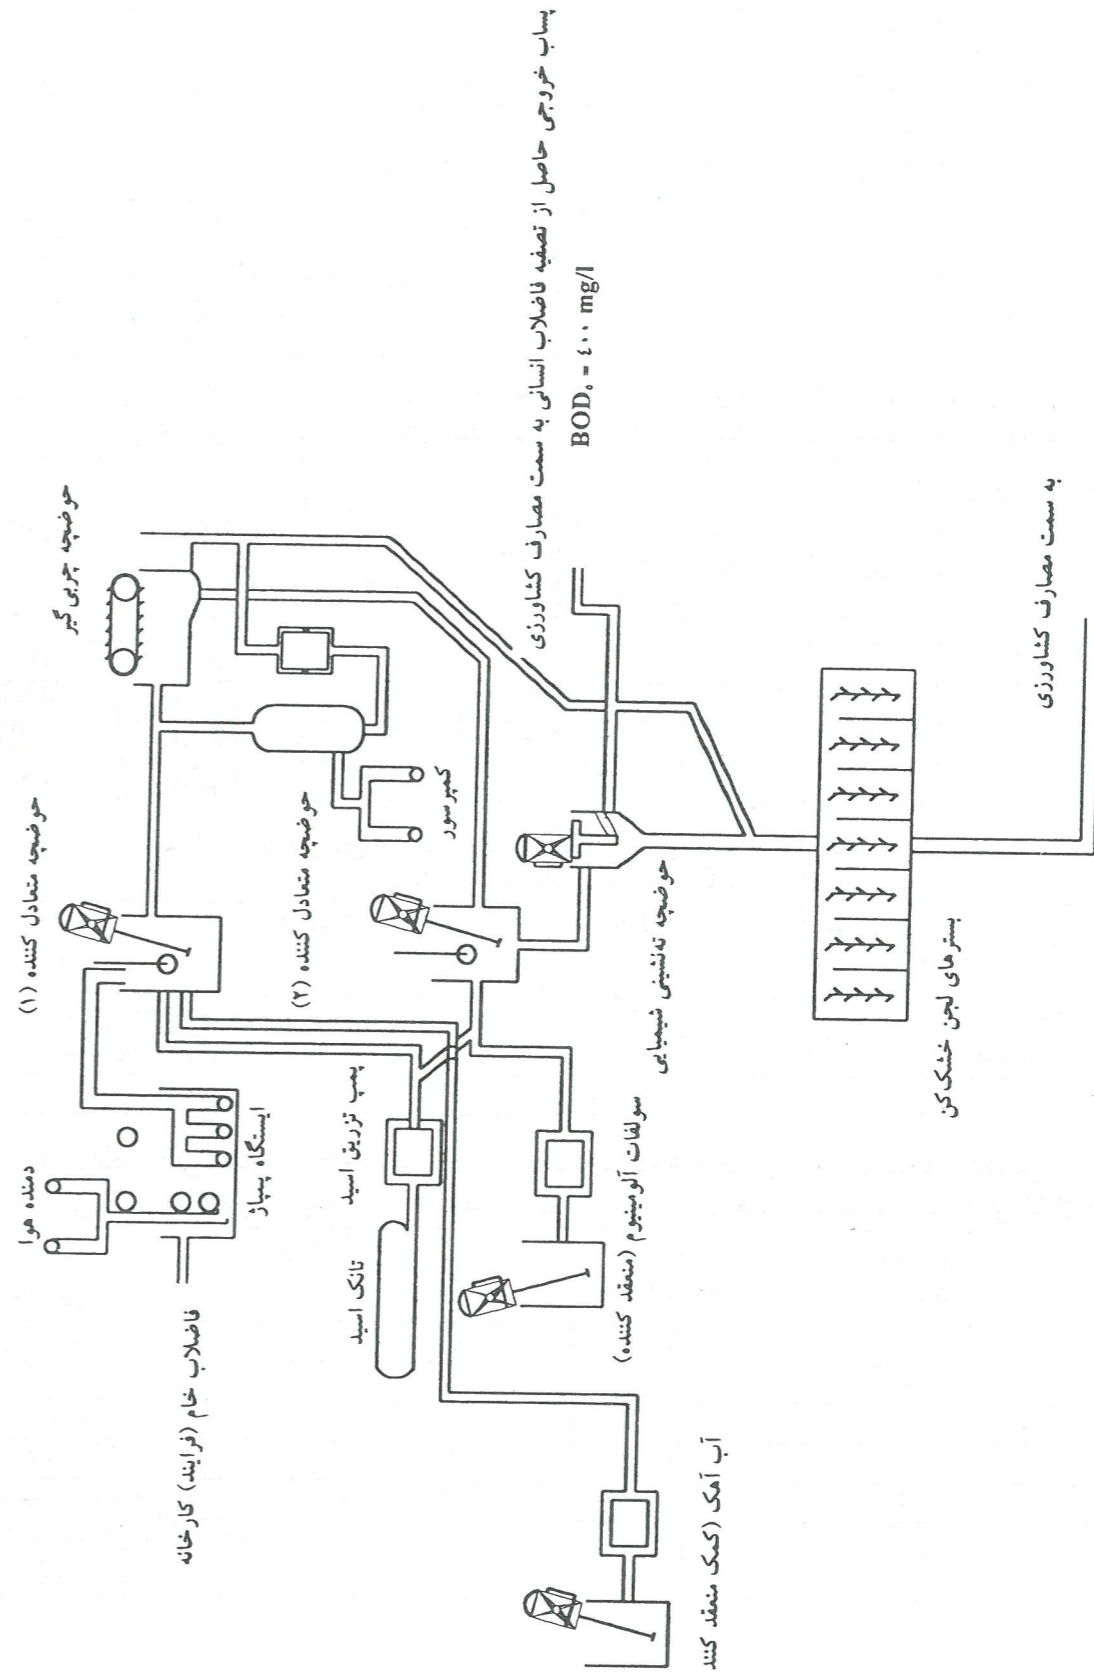 فاضلاب خام (فرایند) کارخانه
دمنده هوا
ایستگاه پمپاژ
حوضچه متعادل کننده (۱)
حوضچه چربی گیر
تانک اسید
پمپ تزریق اسید
حوضچه متعادل کننده (۲)
کمپرسور
آب آهک (کمک منعقد کنند
سولفات آلومینیوم (منعقد کننده)
حوضچه ته‌نشینی شیمیایی
پساب خروجی حاصل از تصفیه فاضلاب انسانی به سمت مصارف کشاورزی
BOD₅ = ٤٠٠ mg/l
بسترهای لجن خشک‌کن
به سمت مصارف کشاورزی